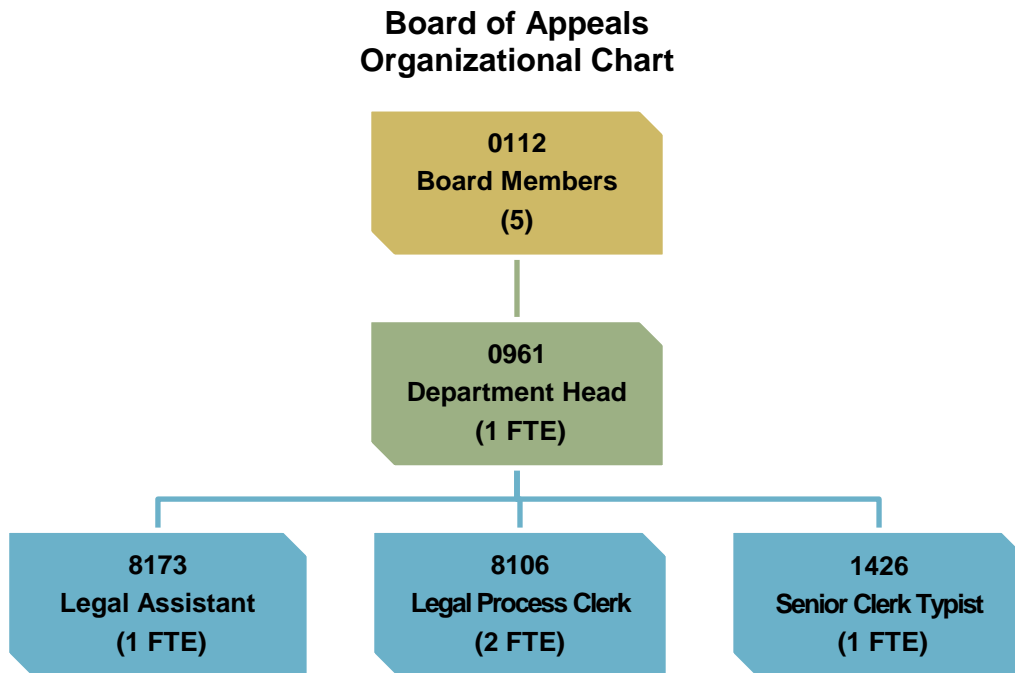 Board of Appeals
Organizational Chart
0112
Board Members
(5)
0961
Department Head
(1 FTE)
8173
Legal Assistant
(1 FTE)
8106
Legal Process Clerk
(2 FTE)
1426
Senior Clerk Typist
(1 FTE)